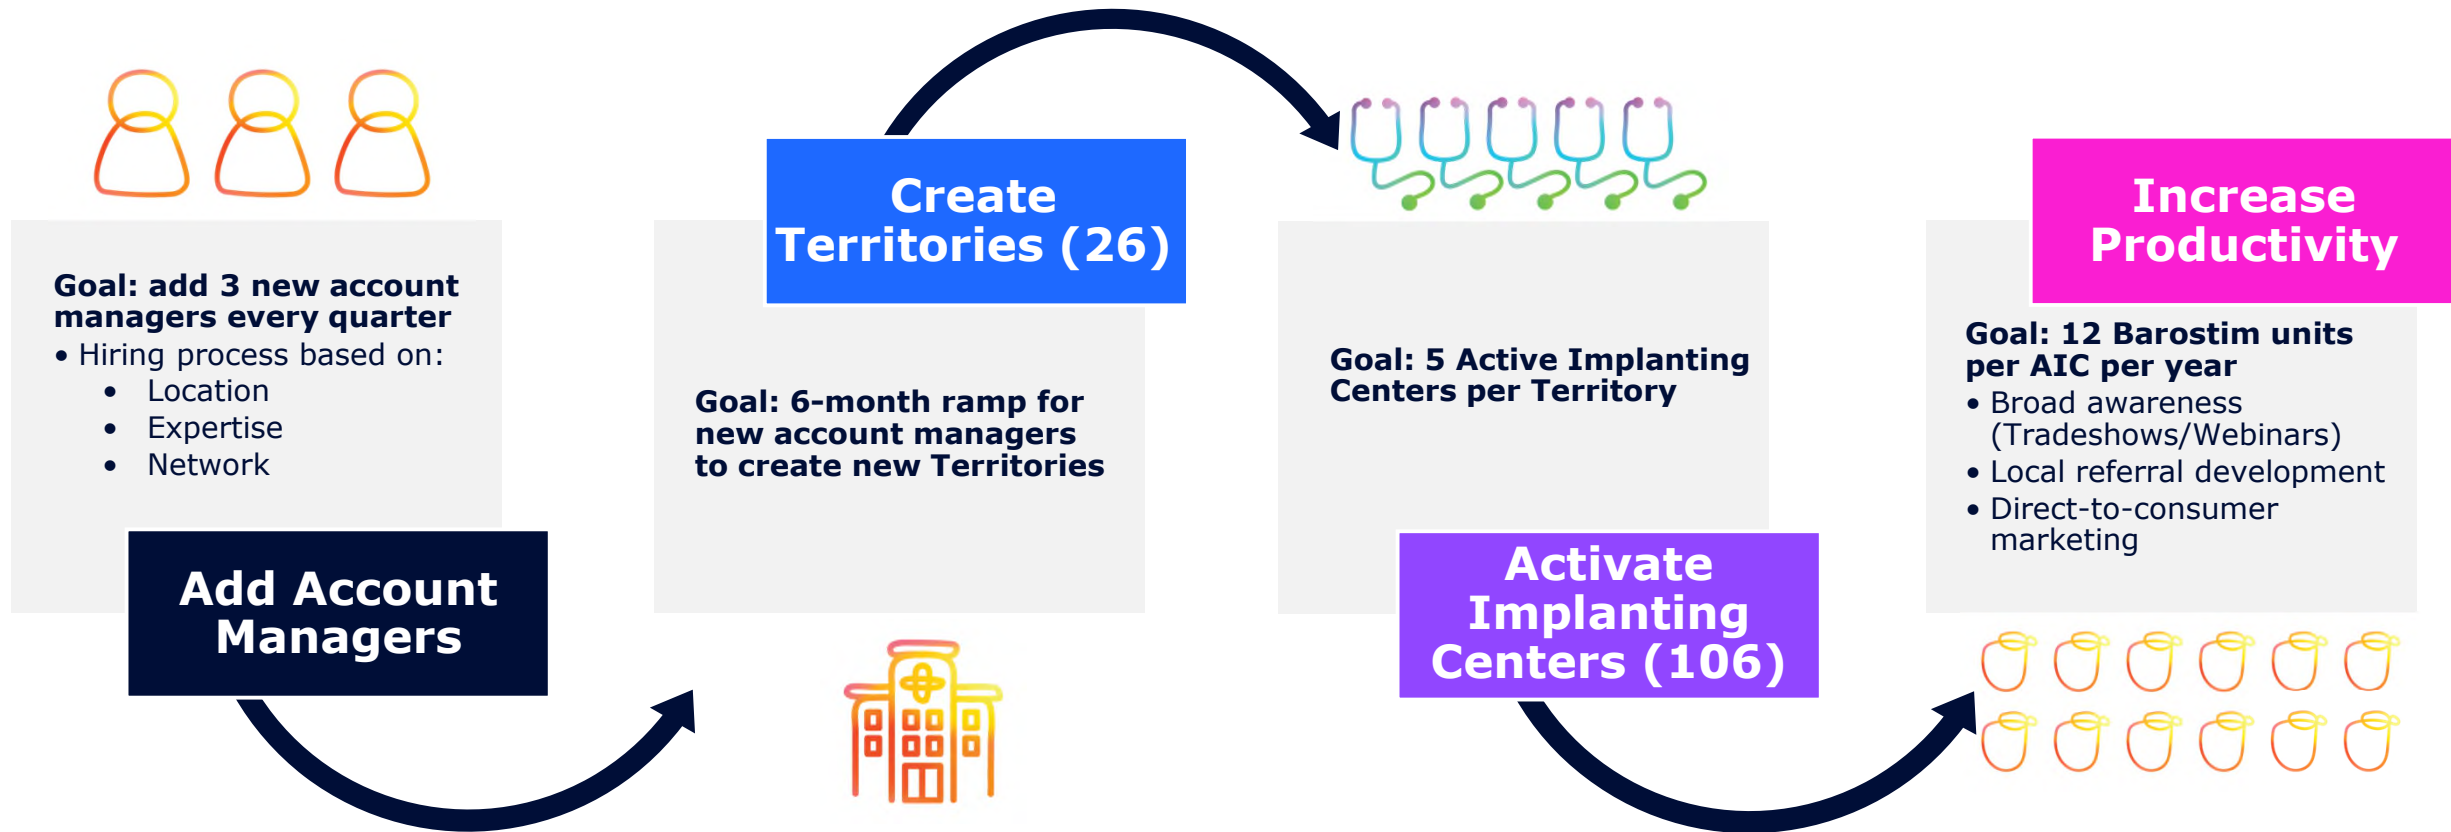 Goal: add 3 new account
managers every quarter
• Hiring process based on:
• Location
• Expertise
• Network
Add Account
Managers
Create
Territories (26)
Goal: 6-month ramp for
new account managers
to create new Territories
Goal: 5 Active Implanting
Centers per Territory
Activate
Implanting
Centers (106)
Increase
Productivity
Goal: 12 Barostim units
per AIC per year
• Broad awareness
(Tradeshows/Webinars)
• Local referral development
• Direct-to-consumer
marketing